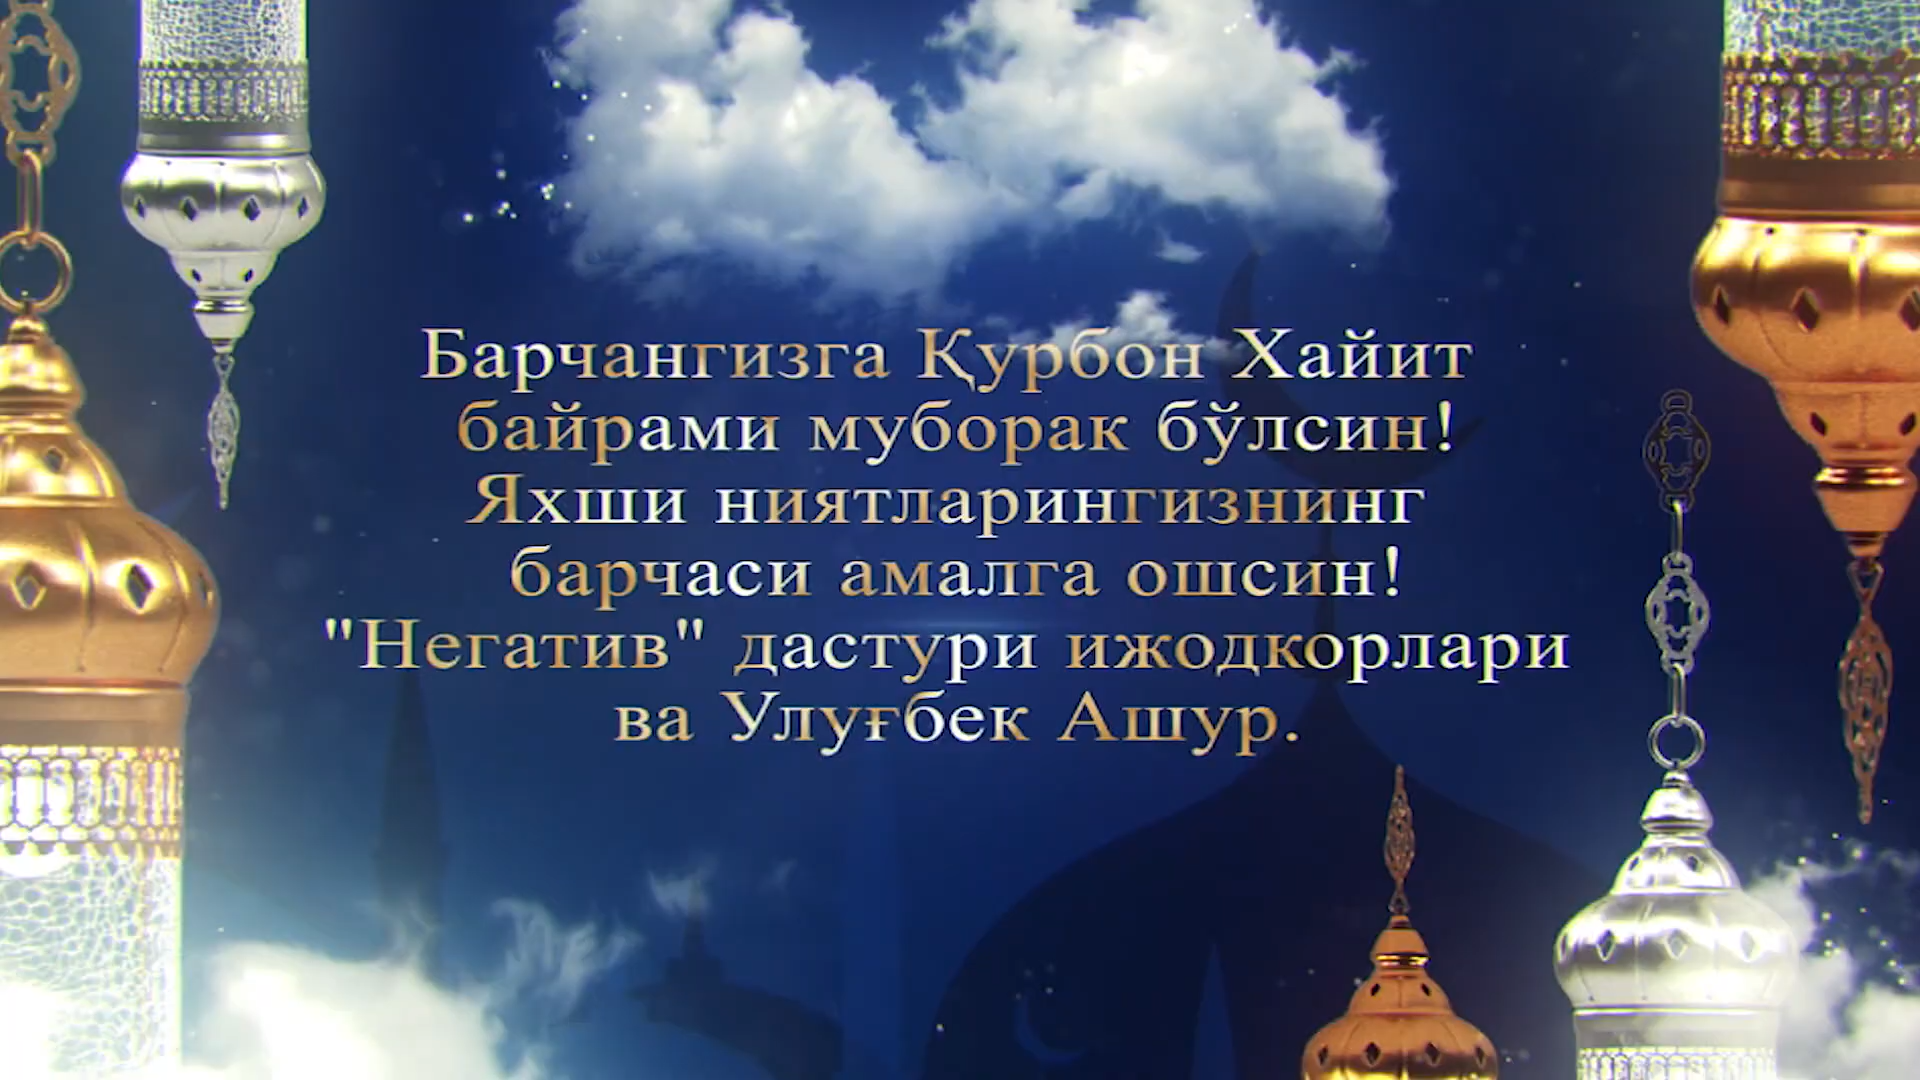 Барчангизга Қурбон Хайит
байрами муборак бўлсин!
Яхши ниятларингизнинг
барчаси амалга ошсин!
"Негатив" дастури ижодкорлари
ва Улуғбек Ашур.